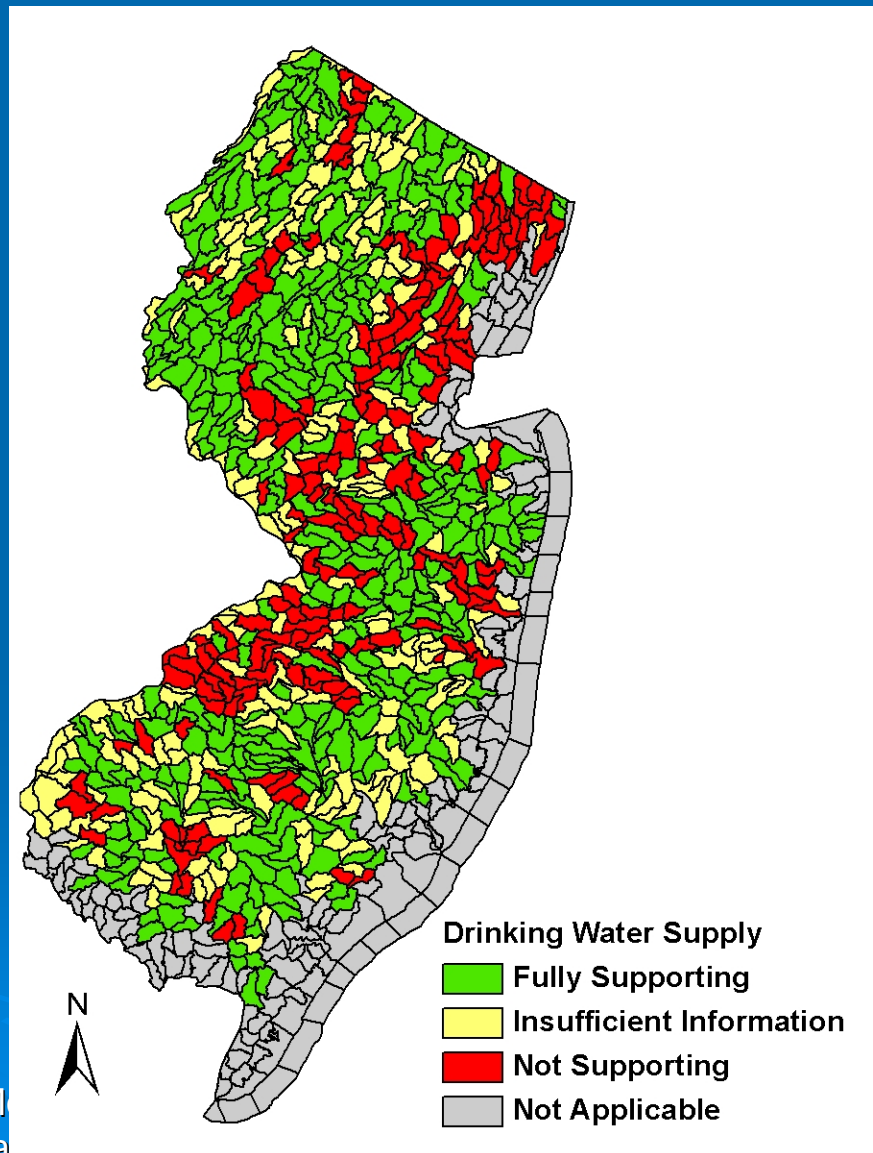 Drinking Water Supply
Fully Supporting
Insufficient Information
Not Supporting
Not Applicable
N